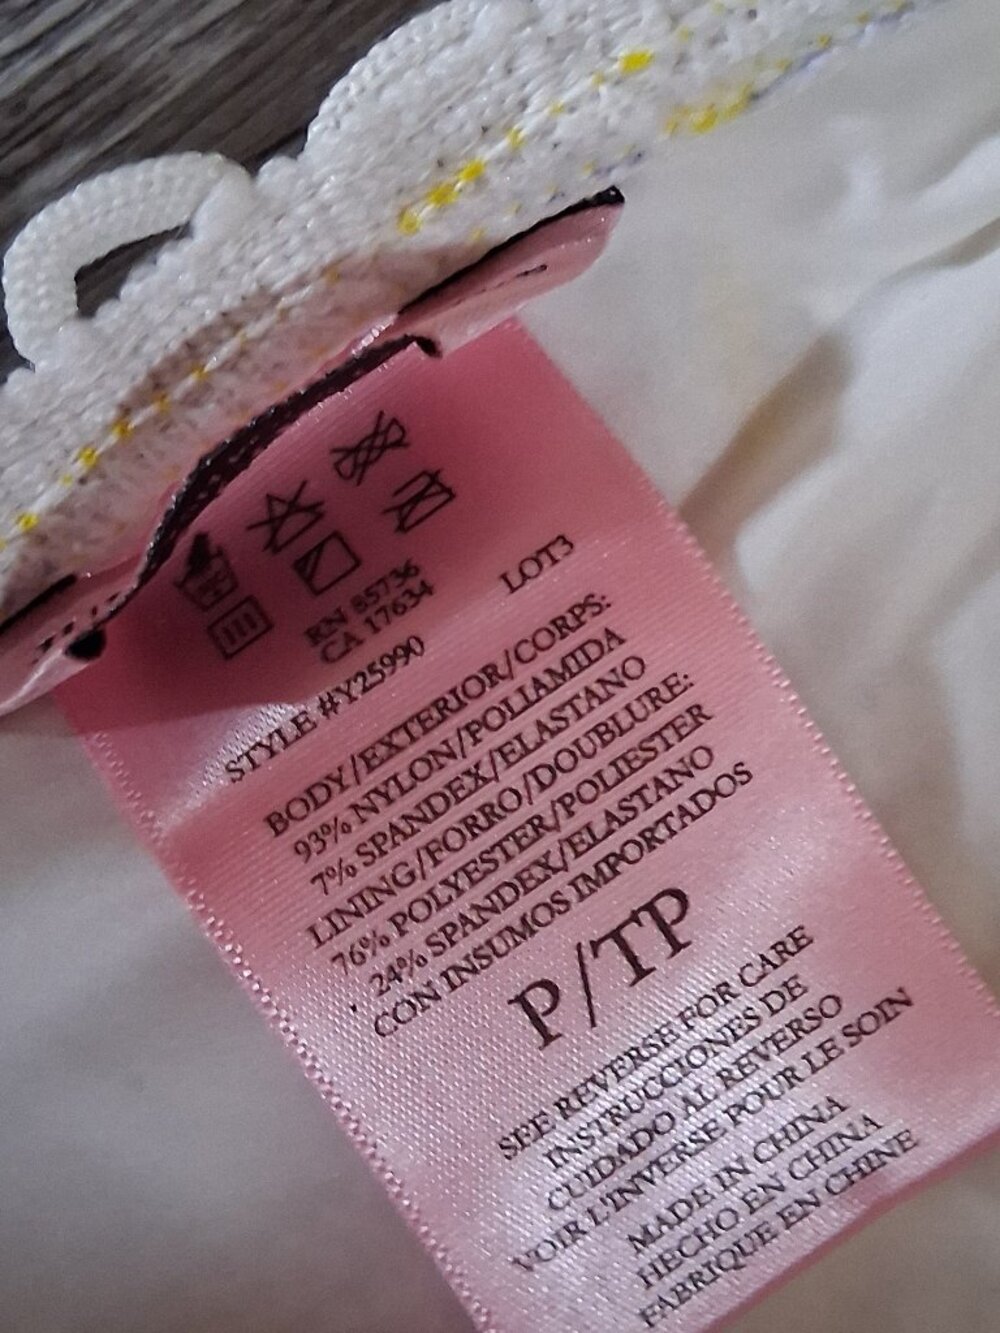 RN 85736
CA 17634
LOT3
STYLE #Y25990
BODY/EXTERIOR/CORPS:
93% NYLON/POLIAMIDA
7% SPANDEX/ELASTANO
LINING/FORRO/DOUBLURE:
76% POLYESTER/POLIESTER
24% SPANDEX/ELASTANO
CON INSUMOS IMPORTADOS
P/TP
SEE REVERSE FOR CARE
INSTRUCCIONES DE
CUIDADO AL REVERSO
VOIR L'INVERSE POUR LE SOIN
MADE IN CHINA
HECHO EN CHINA
FABRIQUE EN CHINE